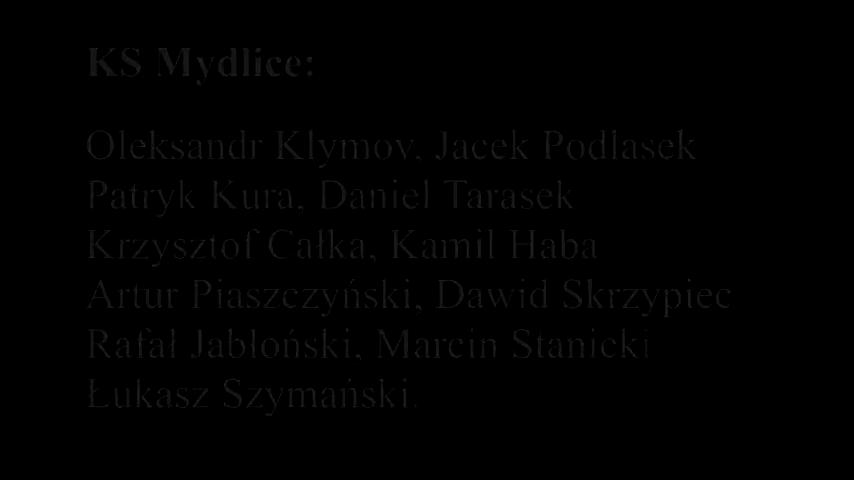 KS Mydlice:
Oleksandr Klymov, Jacek Podlasek
Patryk Kura, Daniel Tarasek
Krzysztof Całka, Kamil Haba
Artur Piaszczyński, Dawid Skrzypiec
Rafał Jabłoński, Marcin Stanicki
Łukasz Szymański.